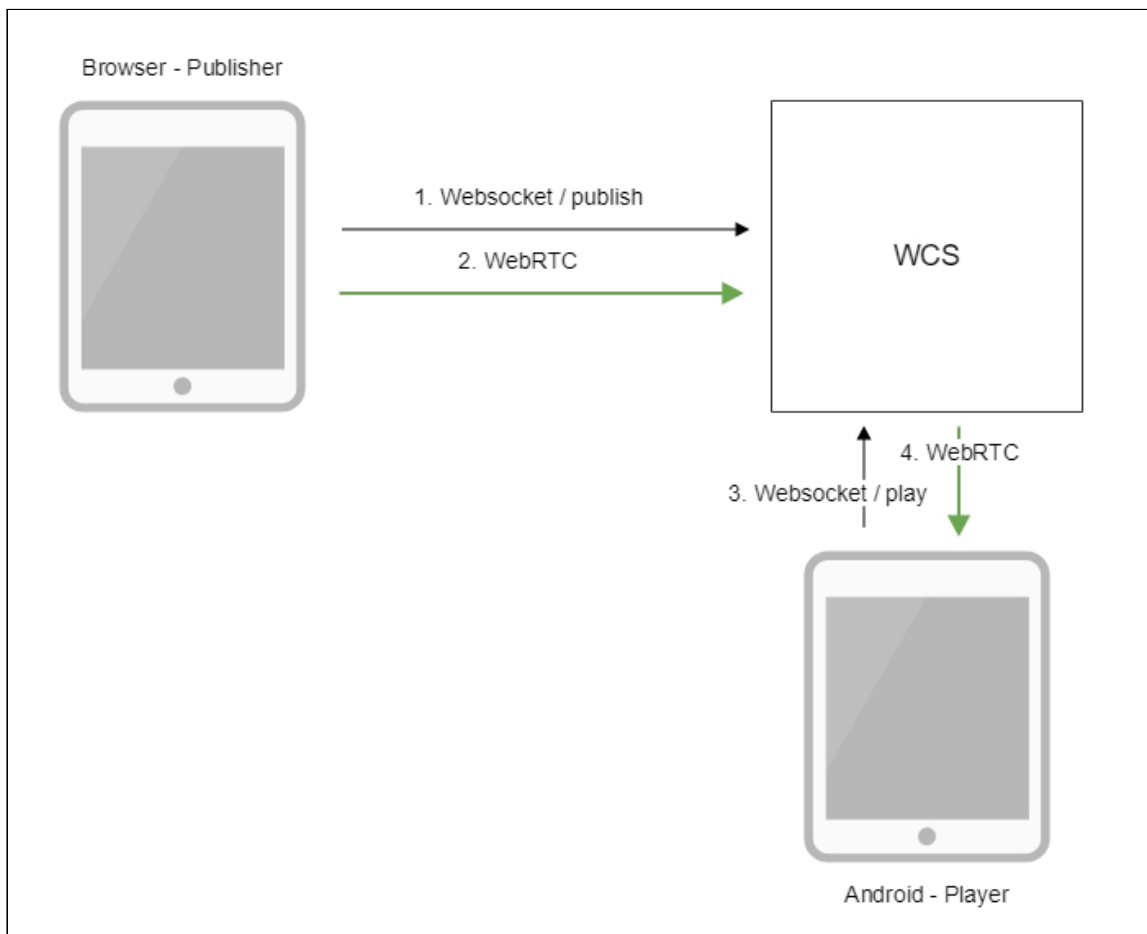 Browser - Publisher
1. Websocket / publish
2. WebRTC
WCS
4. WebRTC
3. Websocket / play
Android - Player